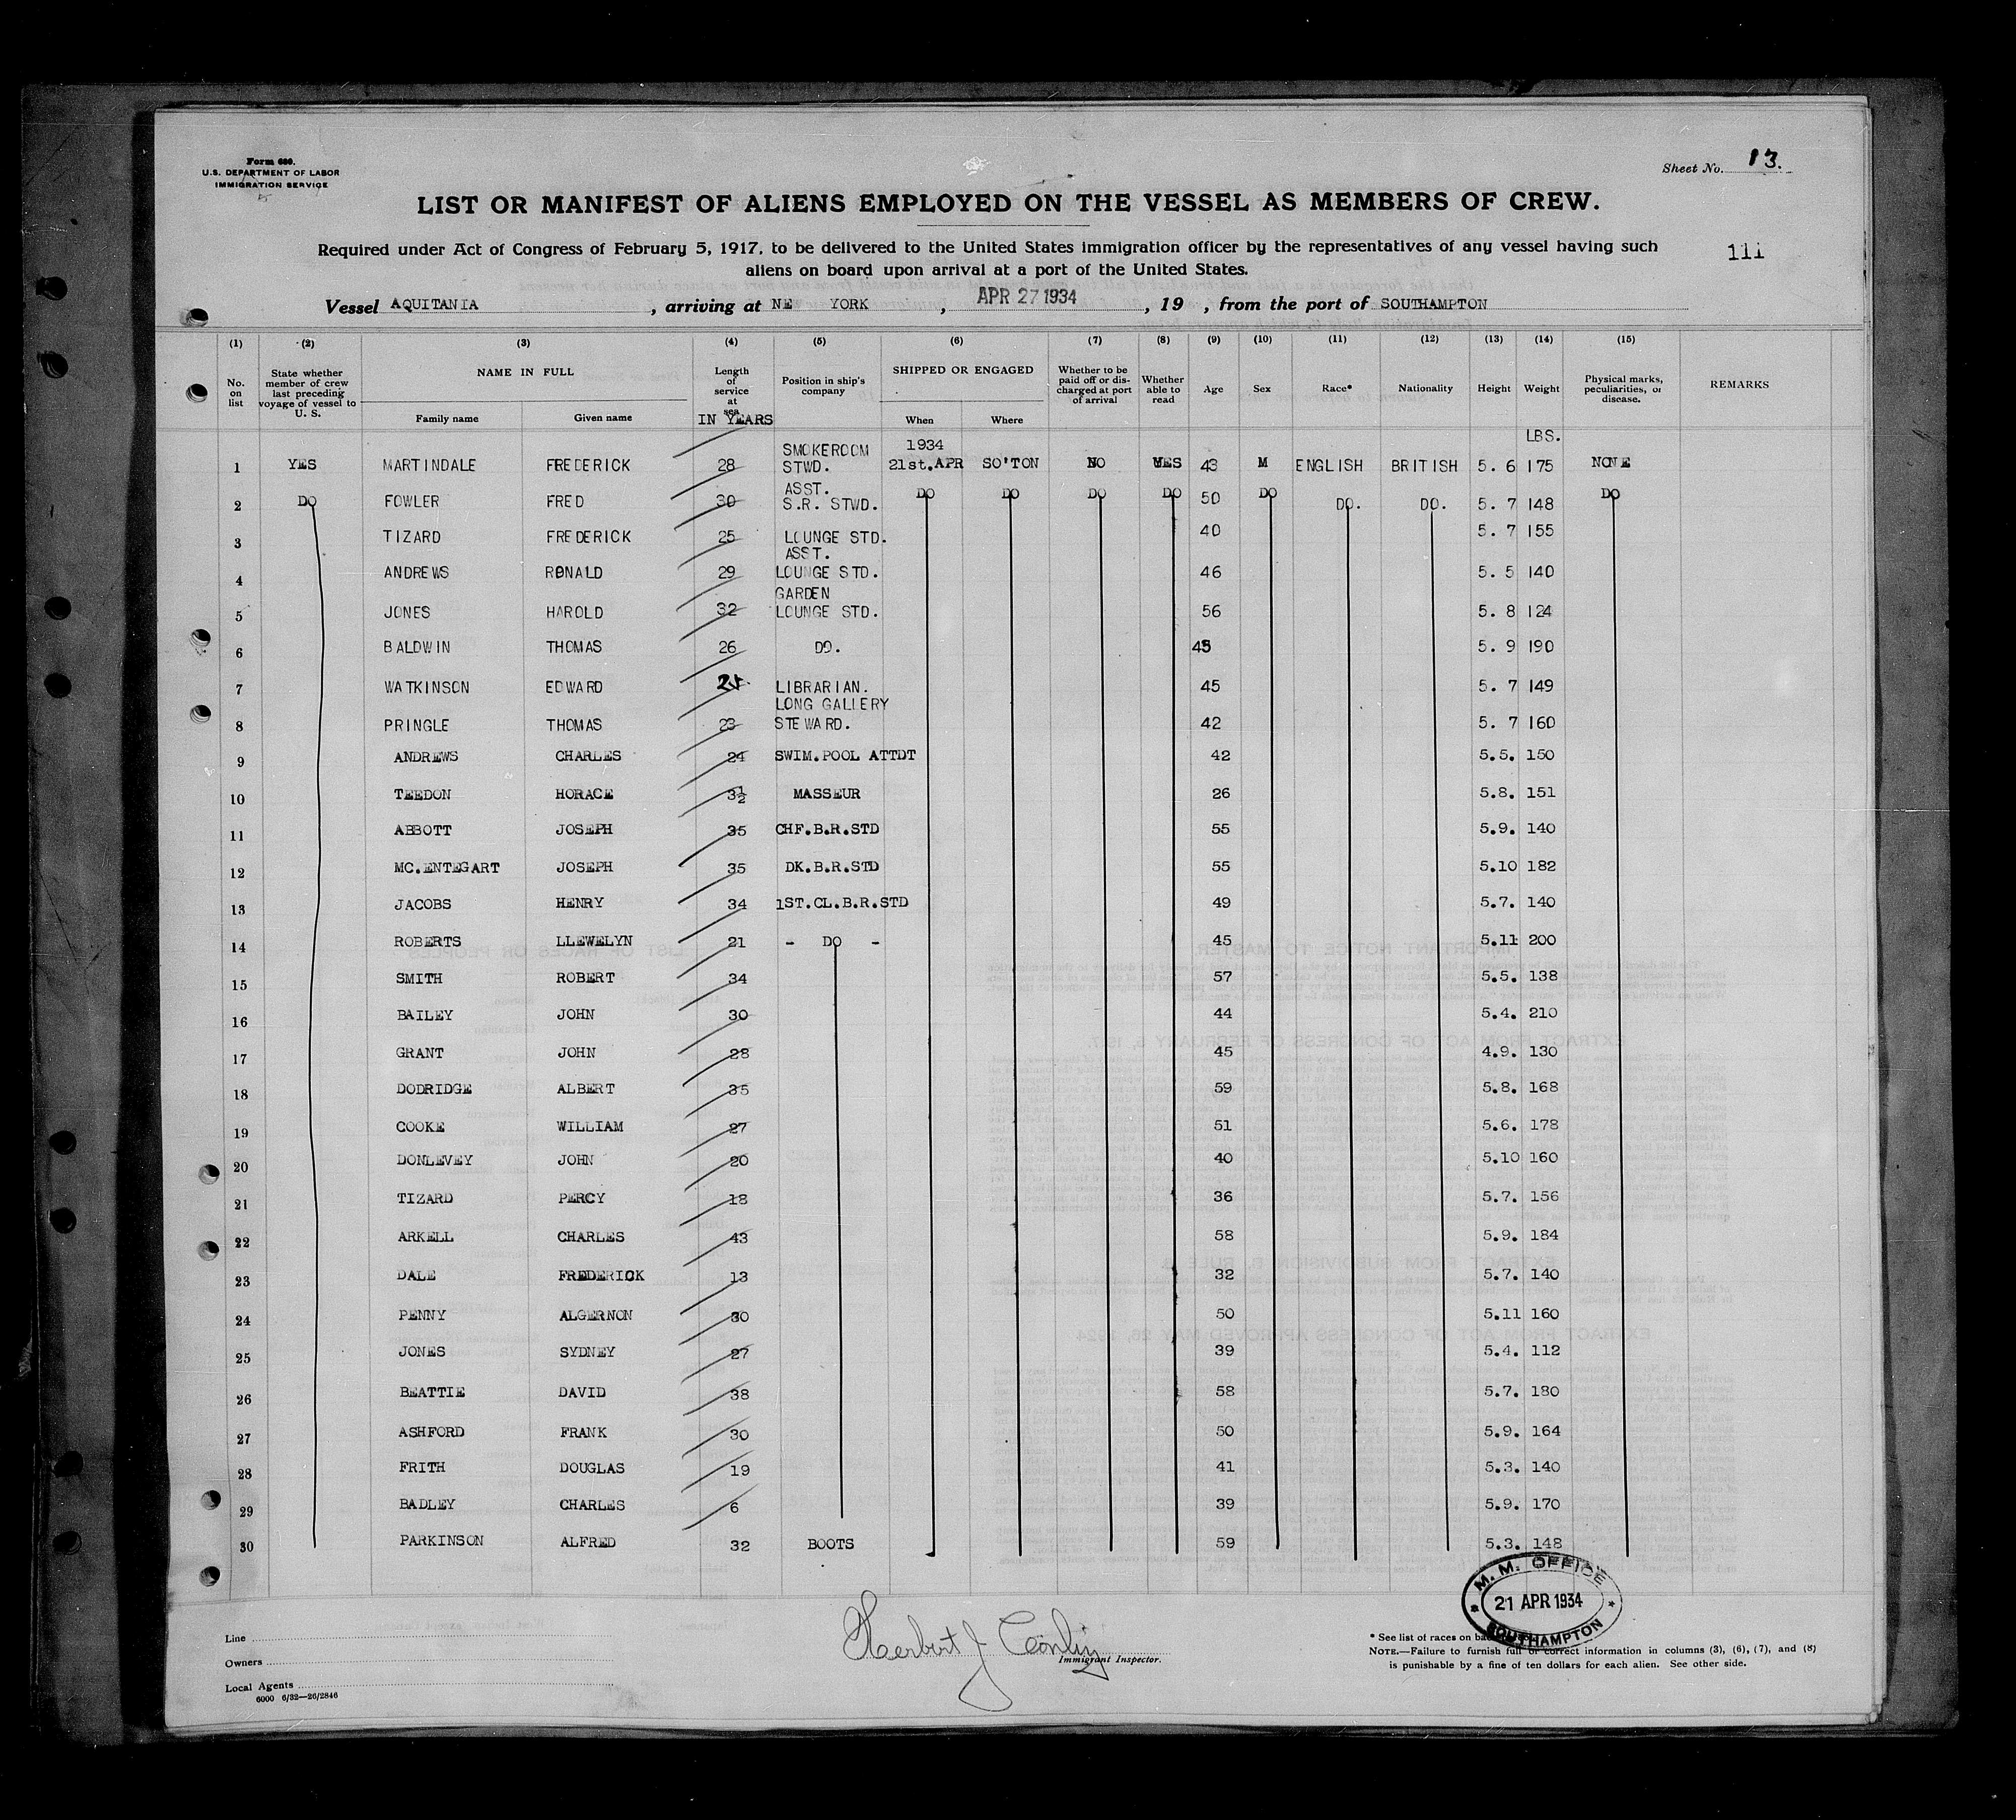 Form 686.
U.S. DEPARTMENT OF LABOR
IMMIGRATION SERVICE
Sheet No. 13.
LIST OR MANIFEST OF ALIENS EMPLOYED ON THE VESSEL AS MEMBERS OF CREW.
Required under Act of Congress of February 5, 1917, to be delivered to the United States immigration officer by the representatives of any vessel having such
aliens on board upon arrival at a port of the United States.
111
Vessel AQUITANIA , arriving at NE YORK , APR 27 1934 , 19 , from the port of SOUTHAMPTON
(1) (2) (3) (4) (5) (6) (7) (8) (9) (10) (11) (12) (13) (14) (15)
No. on list State whether member of crew last preceding voyage of vessel to U. S. NAME IN FULL Family name Given name Length of service at sea IN YEARS Position in ship's company SHIPPED OR ENGAGED When Where Whether to be paid off or discharged at port of arrival Whether able to read Age Sex Race* Nationality Height Weight Physical marks, peculiarities, or disease. REMARKS
LBS.
1 YES MARTINDALE FREDERICK 28 SMOKEROOM STWD. 1934 21st.APR SO'TON NO YES 43 M ENGLISH BRITISH 5. 6 175 NONE
2 DO FOWLER FRED 30 ASST. S.R. STWD. DO DO DO DO 50 DO DO. DO. 5. 7 148 DO
3 TIZARD FREDERICK 25 LOUNGE STD. 40 5. 7 155
4 ANDREWS RONALD 29 ASST. LOUNGE STD. 46 5. 5 140
5 JONES HAROLD 32 GARDEN LOUNGE STD. 56 5. 8 124
6 BALDWIN THOMAS 26 DO. 45 5. 9 190
7 WATKINSON EDWARD 25 LIBRARIAN. 45 5. 7 149
8 PRINGLE THOMAS 23 LONG GALLERY STEWARD. 42 5. 7 160
9 ANDREWS CHARLES 24 SWIM.POOL ATTDT 42 5.5. 150
10 TEEDON HORACE 3½ MASSEUR 26 5.8. 151
11 ABBOTT JOSEPH 35 CHF.B.R.STD 55 5.9. 140
12 MC.ENTEGART JOSEPH 35 DK.B.R.STD 55 5.10 182
13 JACOBS HENRY 34 1ST.CL.B.R.STD 49 5.7. 140
14 ROBERTS LLEWELYN 21 - DO - 45 5.11 200
15 SMITH ROBERT 34 57 5.5. 138
16 BAILEY JOHN 30 44 5.4. 210
17 GRANT JOHN 28 45 4.9. 130
18 DODRIDGE ALBERT 35 59 5.8. 168
19 COOKE WILLIAM 27 51 5.6. 178
20 DONLEVEY JOHN 20 40 5.10 160
21 TIZARD PERCY 18 36 5.7. 156
22 ARKELL CHARLES 43 58 5.9. 184
23 DALE FREDERICK 13 32 5.7. 140
24 PENNY ALGERNON 30 50 5.11 160
25 JONES SYDNEY 27 39 5.4. 112
26 BEATTIE DAVID 38 58 5.7. 180
27 ASHFORD FRANK 30 50 5.9. 164
28 FRITH DOUGLAS 19 41 5.3. 140
29 BADLEY CHARLES 6 39 5.9. 170
30 PARKINSON ALFRED 32 BOOTS 59 5.3. 148
M. M. OFFICE
21 APR 1934
SOUTHAMPTON
Line
Owners
Local Agents
6000 6/32—26/2846
Herbert J
Immigrant Inspector.
* See list of races on
NOTE.—Failure to furnish full or correct information in columns (3), (6), (7), and (8)
is punishable by a fine of ten dollars for each alien. See other side.